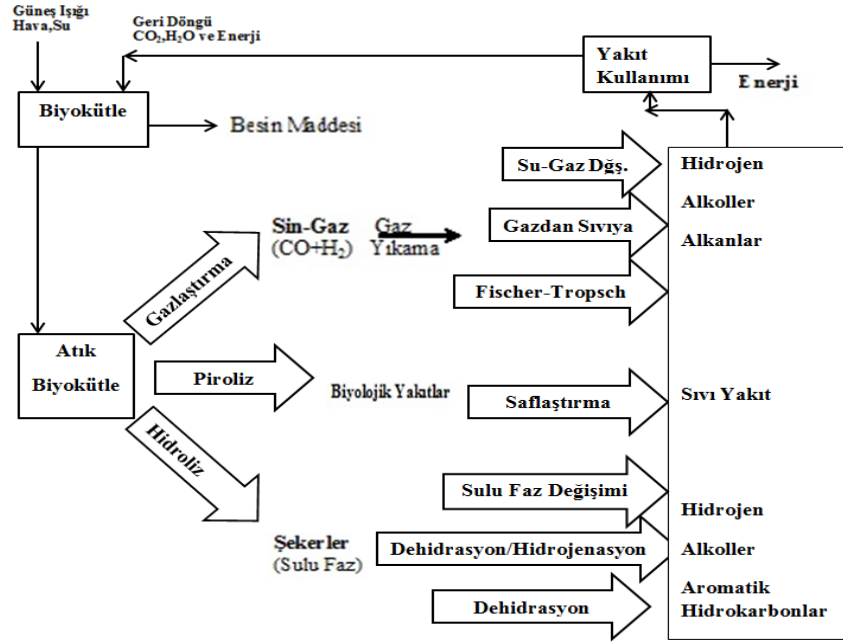 Güneş Işığı
Hava,Su
Geri Döngü
CO₂,H₂O ve Enerji
Yakıt
Kullanımı
Enerji
Biyokütle
Besin Maddesi
Su-Gaz Dğş.
Hidrojen
Alkoller
Alkanlar
Gazdan Sıvıya
Fischer-Tropsch
Sin-Gaz
(CO+H₂)
Gaz
Yıkama
Gazlaştırma
Atık
Biyokütle
Piroliz
Biyolojik Yakıtlar
Saflaştırma
Sıvı Yakıt
Hidroliz
Şekerler
(Sulu Faz)
Sulu Faz Değişimi
Dehidrasyon/Hidrojenasyon
Dehidrasyon
Hidrojen
Alkoller
Aromatik
Hidrokarbonlar